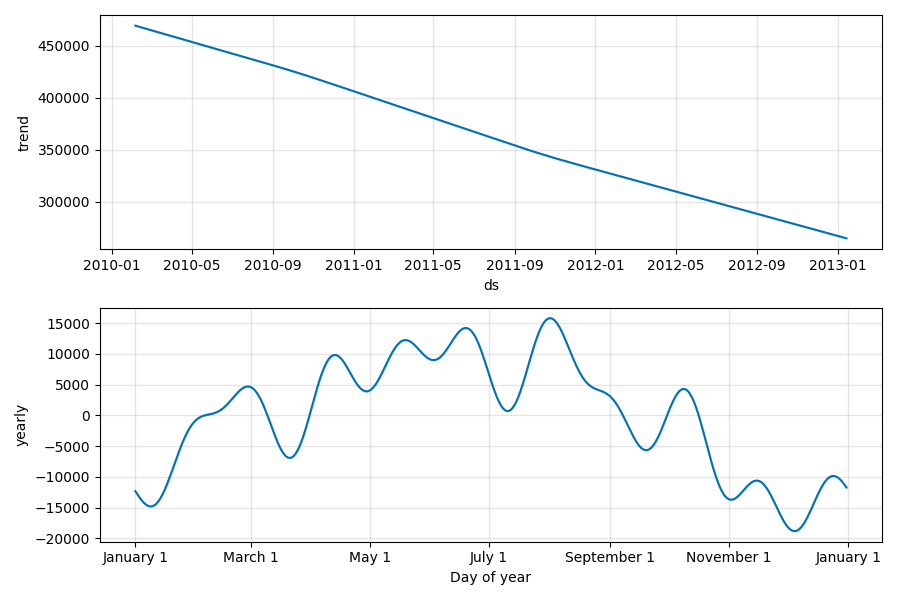 450000
400000
350000
300000
trend
2010-01 2010-05 2010-09 2011-01 2011-05 2011-09 2012-01 2012-05 2012-09 2013-01
ds
15000
10000
5000
0
−5000
−10000
−15000
−20000
yearly
January 1 March 1 May 1 July 1 September 1 November 1 January 1
Day of year